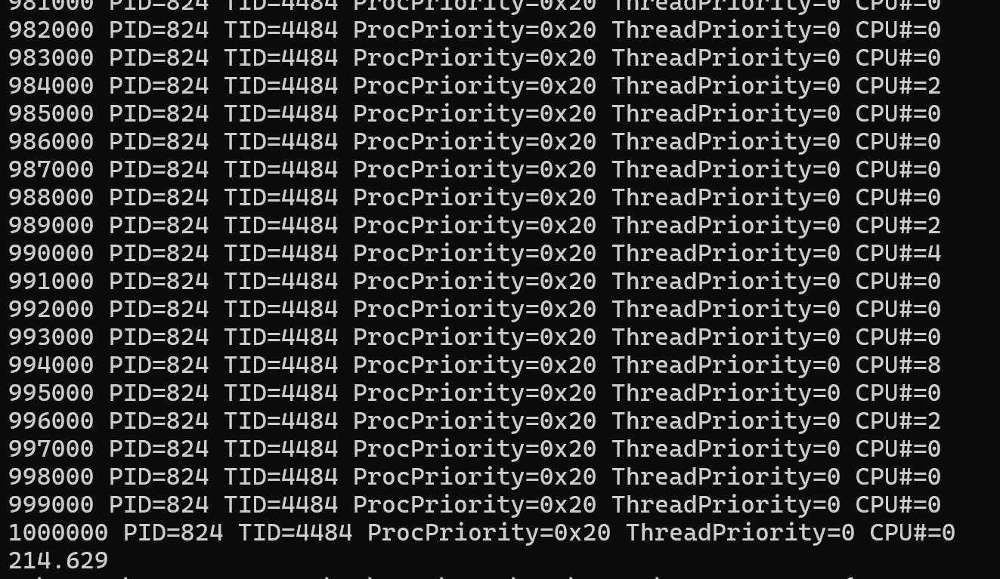 981000 PID=824 TID=4484 ProcPriority=0x20 ThreadPriority=0 CPU#=0
982000 PID=824 TID=4484 ProcPriority=0x20 ThreadPriority=0 CPU#=0
983000 PID=824 TID=4484 ProcPriority=0x20 ThreadPriority=0 CPU#=0
984000 PID=824 TID=4484 ProcPriority=0x20 ThreadPriority=0 CPU#=2
985000 PID=824 TID=4484 ProcPriority=0x20 ThreadPriority=0 CPU#=0
986000 PID=824 TID=4484 ProcPriority=0x20 ThreadPriority=0 CPU#=0
987000 PID=824 TID=4484 ProcPriority=0x20 ThreadPriority=0 CPU#=0
988000 PID=824 TID=4484 ProcPriority=0x20 ThreadPriority=0 CPU#=0
989000 PID=824 TID=4484 ProcPriority=0x20 ThreadPriority=0 CPU#=2
990000 PID=824 TID=4484 ProcPriority=0x20 ThreadPriority=0 CPU#=4
991000 PID=824 TID=4484 ProcPriority=0x20 ThreadPriority=0 CPU#=0
992000 PID=824 TID=4484 ProcPriority=0x20 ThreadPriority=0 CPU#=0
993000 PID=824 TID=4484 ProcPriority=0x20 ThreadPriority=0 CPU#=0
994000 PID=824 TID=4484 ProcPriority=0x20 ThreadPriority=0 CPU#=8
995000 PID=824 TID=4484 ProcPriority=0x20 ThreadPriority=0 CPU#=0
996000 PID=824 TID=4484 ProcPriority=0x20 ThreadPriority=0 CPU#=2
997000 PID=824 TID=4484 ProcPriority=0x20 ThreadPriority=0 CPU#=0
998000 PID=824 TID=4484 ProcPriority=0x20 ThreadPriority=0 CPU#=0
999000 PID=824 TID=4484 ProcPriority=0x20 ThreadPriority=0 CPU#=0
1000000 PID=824 TID=4484 ProcPriority=0x20 ThreadPriority=0 CPU#=0
214.629